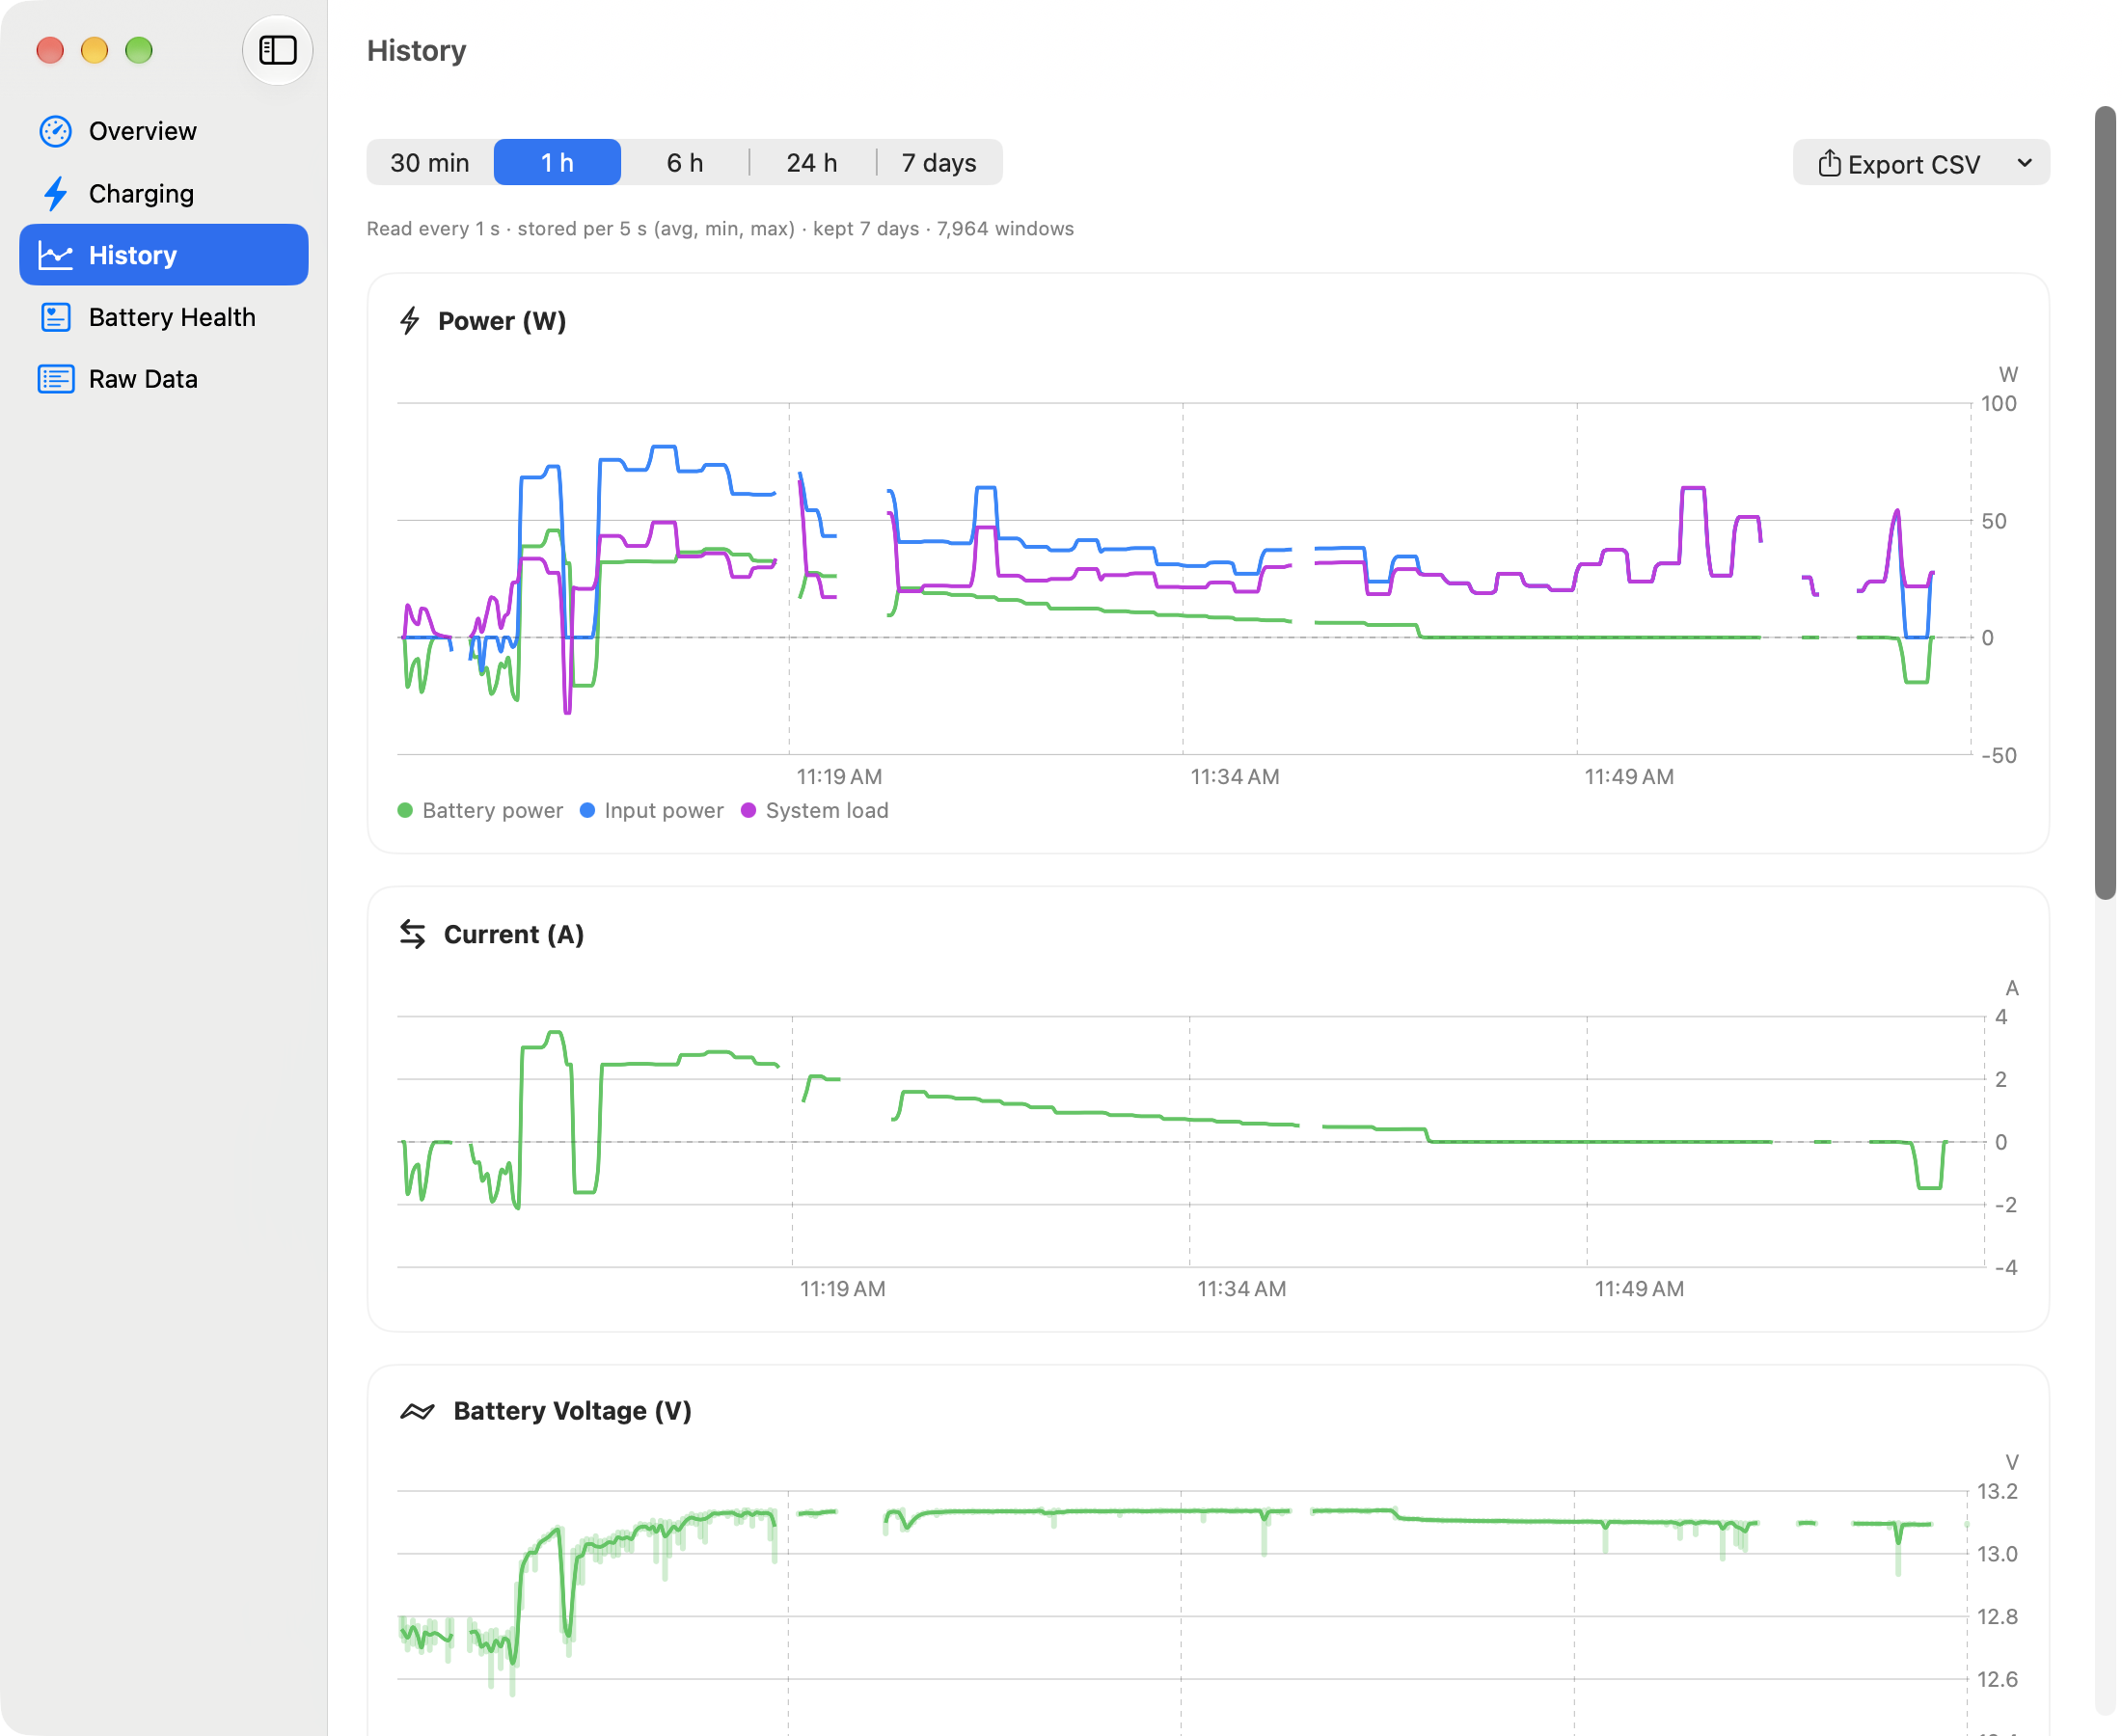 History
Overview
Charging
History
Battery Health
Raw Data
30 min 1 h 6 h 24 h 7 days
Export CSV
Read every 1 s · stored per 5 s (avg, min, max) · kept 7 days · 7,964 windows
Power (W)
W
100
50
0
-50
11:19 AM 11:34 AM 11:49 AM
Battery power Input power System load
Current (A)
A
4
2
0
-2
-4
11:19 AM 11:34 AM 11:49 AM
Battery Voltage (V)
V
13.2
13.0
12.8
12.6